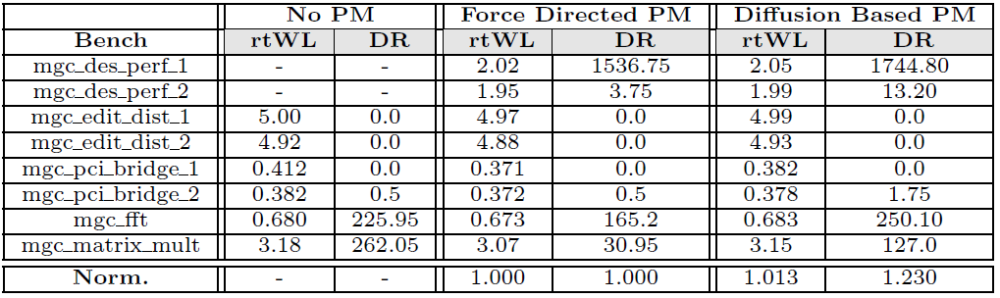 No PM Force Directed PM Diffusion Based PM
Bench rtWL DR rtWL DR rtWL DR
mgc_des_perf_1 - - 2.02 1536.75 2.05 1744.80
mgc_des_perf_2 - - 1.95 3.75 1.99 13.20
mgc_edit_dist_1 5.00 0.0 4.97 0.0 4.99 0.0
mgc_edit_dist_2 4.92 0.0 4.88 0.0 4.93 0.0
mgc_pci_bridge_1 0.412 0.0 0.371 0.0 0.382 0.0
mgc_pci_bridge_2 0.382 0.5 0.372 0.5 0.378 1.75
mgc_fft 0.680 225.95 0.673 165.2 0.683 250.10
mgc_matrix_mult 3.18 262.05 3.07 30.95 3.15 127.0
Norm. - - 1.000 1.000 1.013 1.230